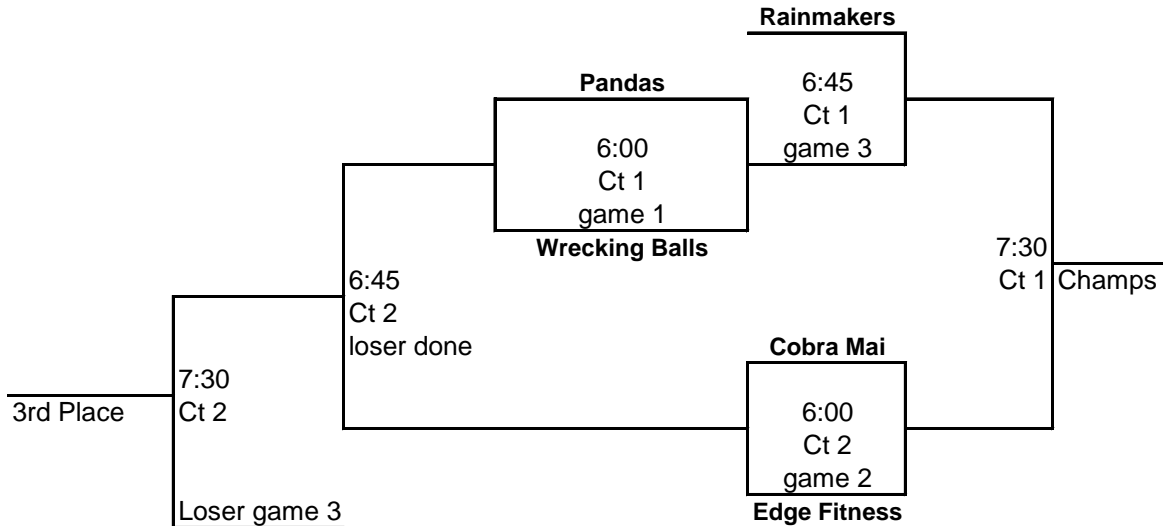 Rainmakers
6:45
Ct 1
game 3
Pandas
6:00
Ct 1
game 1
Wrecking Balls
7:30
Ct 1
Champs
6:45
Ct 2
loser done
Cobra Mai
6:00
Ct 2
game 2
Edge Fitness
7:30
Ct 2
3rd Place
Loser game 3